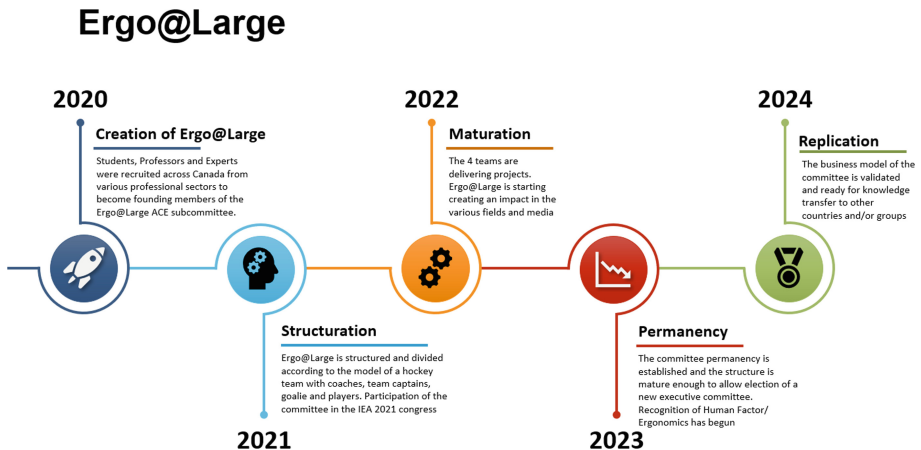 Ergo@Large
2020
Creation of Ergo@Large
Students, Professors and Experts
were recruited across Canada from
various professional sectors to
become founding members of the
Ergo@Large ACE subcommittee.
Structuration
Ergo@Large is structured and divided
according to the model of a hockey
team with coaches, team captains,
goalie and players. Participation of the
committee in the IEA 2021 congress
2021
2022
Maturation
The 4 teams are
delivering projects.
Ergo@Large is starting
creating an impact in the
various fields and media
Permanency
The committee permanency is
established and the structure is
mature enough to allow election of a
new executive committee.
Recognition of Human Factor/
Ergonomics has begun
2023
2024
Replication
The business model of the
committee is validated
and ready for knowledge
transfer to other
countries and/or groups